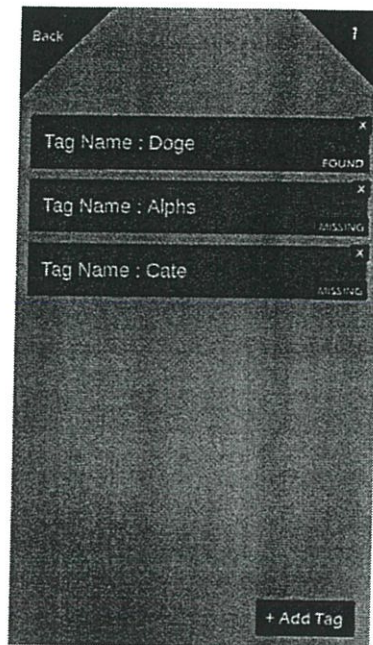 Back
Tag Name : Doge
X
FOUND
Tag Name : Alphs
X
MISSING
Tag Name : Cate
X
MISSING
+ Add Tag